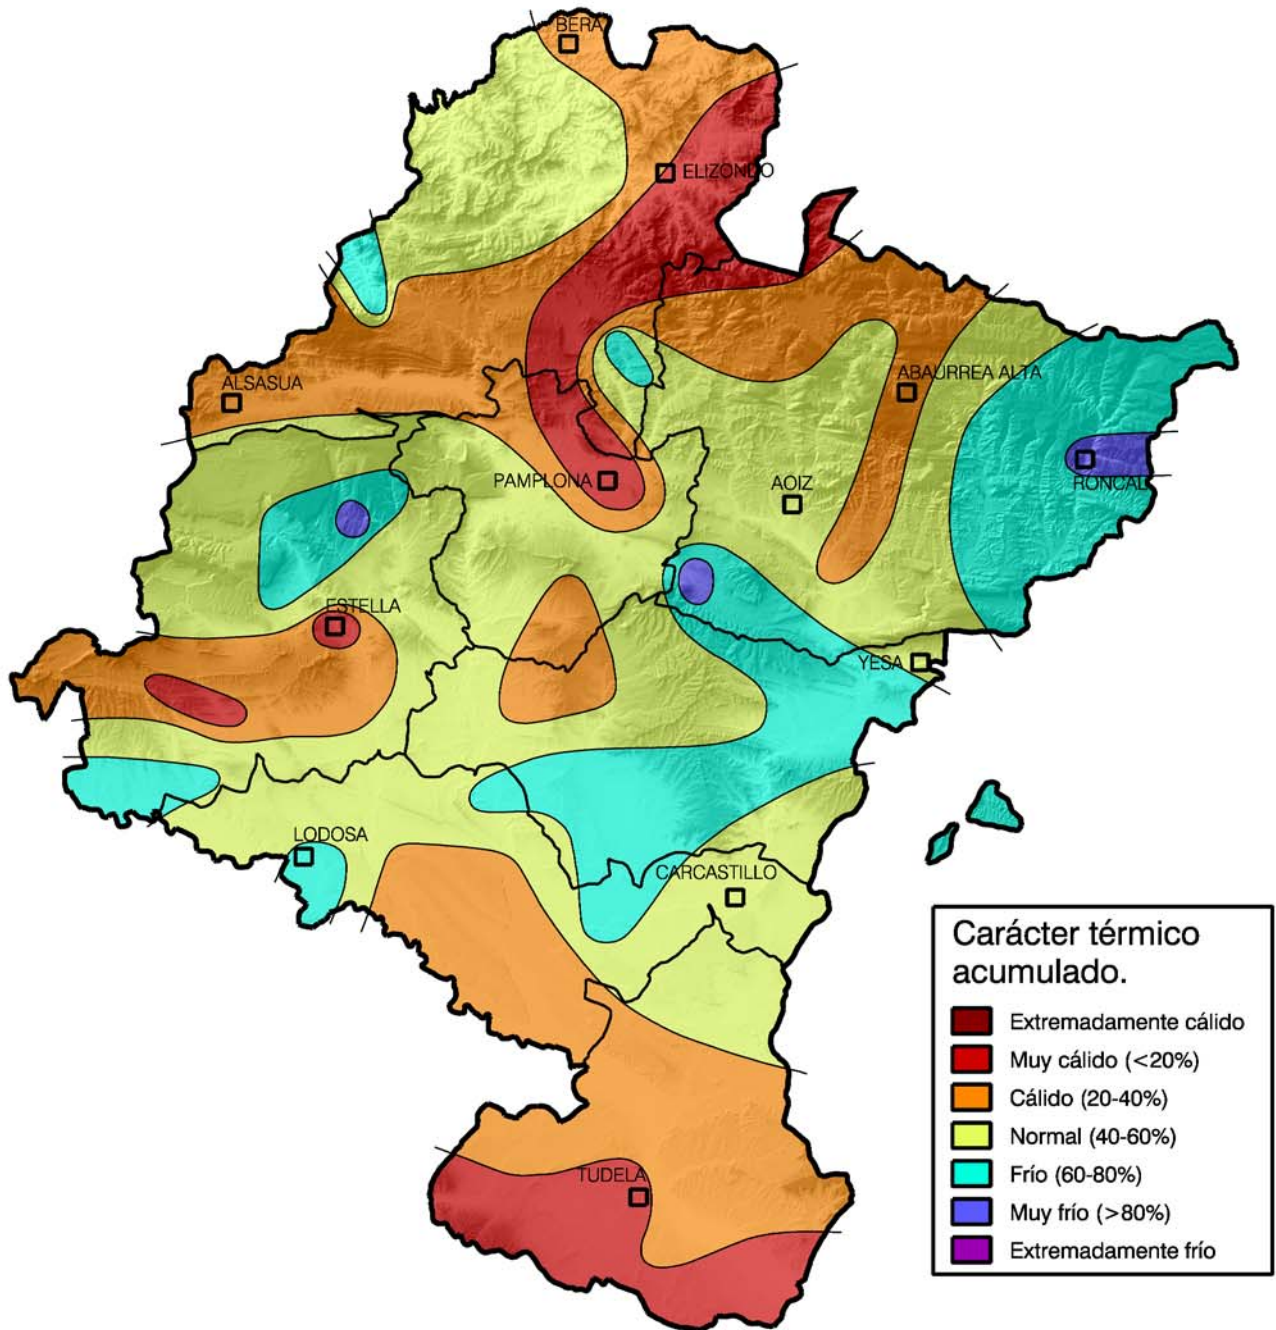 BERA
ELIZONDO
ALSASUA
ABAURREA ALTA
PAMPLONA
AOIZ
RONCAL
ESTELLA
YESA
LODOSA
CARCASTILLO
TUDELA
Carácter térmico
acumulado.
Extremadamente cálido
Muy cálido (<20%)
Cálido (20-40%)
Normal (40-60%)
Frío (60-80%)
Muy frío (>80%)
Extremadamente frío